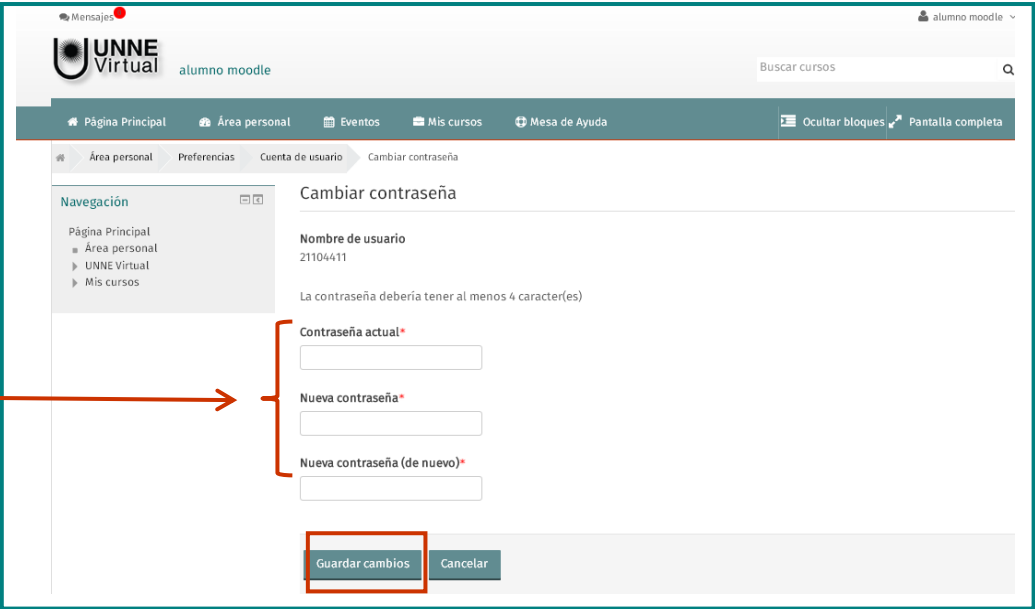 Mensajes
alumno moodle
UNNE
Virtual
alumno moodle
Buscar cursos
Página Principal
Área personal
Eventos
Mis cursos
Mesa de Ayuda
Ocultar bloques
Pantalla completa
Área personal
Preferencias
Cuenta de usuario
Cambiar contraseña
Navegación
Página Principal
Área personal
UNNE Virtual
Mis cursos
Cambiar contraseña
Nombre de usuario
21104411
La contraseña debería tener al menos 4 caracter(es)
Contraseña actual*
Nueva contraseña*
Nueva contraseña (de nuevo)*
Guardar cambios
Cancelar